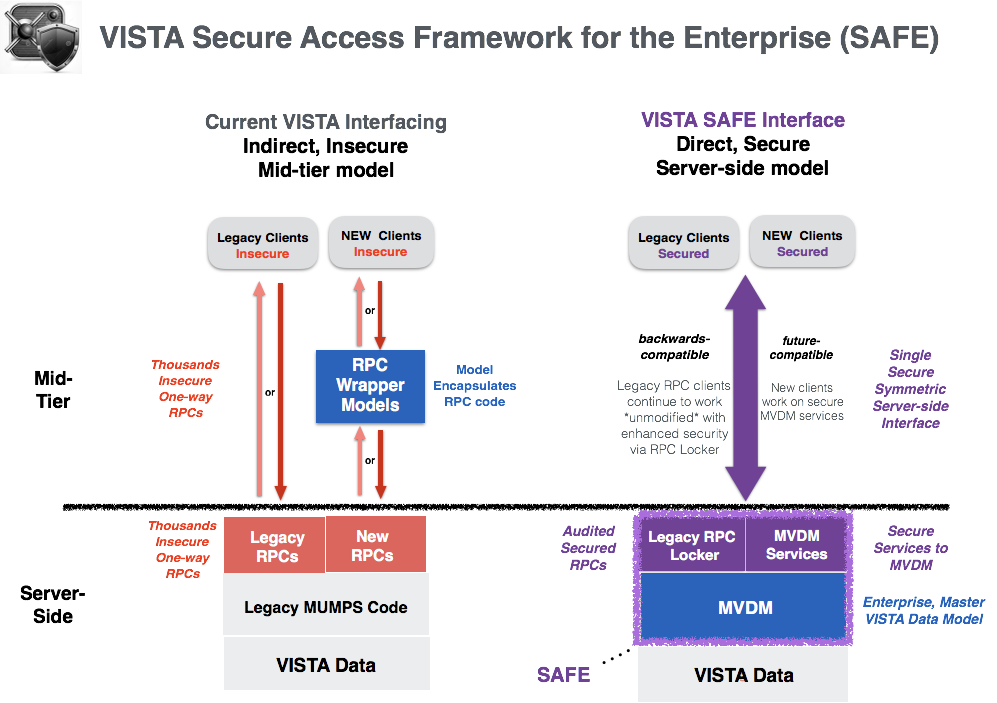 VISTA Secure Access Framework for the Enterprise (SAFE)
Current VISTA Interfacing
Indirect, Insecure
Mid-tier model
VISTA SAFE Interface
Direct, Secure
Server-side model
Legacy Clients
Insecure
NEW Clients
Insecure
Legacy Clients
Secured
NEW Clients
Secured
Mid-
Tier
Thousands
Insecure
One-way
RPCs
or
or
RPC
Wrapper
Models
or
Model
Encapsulates
RPC code
backwards-
compatible
Legacy RPC clients
continue to work
*unmodified* with
enhanced security
via RPC Locker
future-
compatible
New clients
work on secure
MVDM services
Single
Secure
Symmetric
Server-side
Interface
Server-
Side
Thousands
Insecure
One-way
RPCs
Legacy
RPCs
New
RPCs
Legacy MUMPS Code
VISTA Data
Audited
Secured
RPCs
Legacy RPC
Locker
MVDM
Services
MVDM
SAFE
VISTA Data
Secure
Services to
MVDM
Enterprise, Master
VISTA Data Model